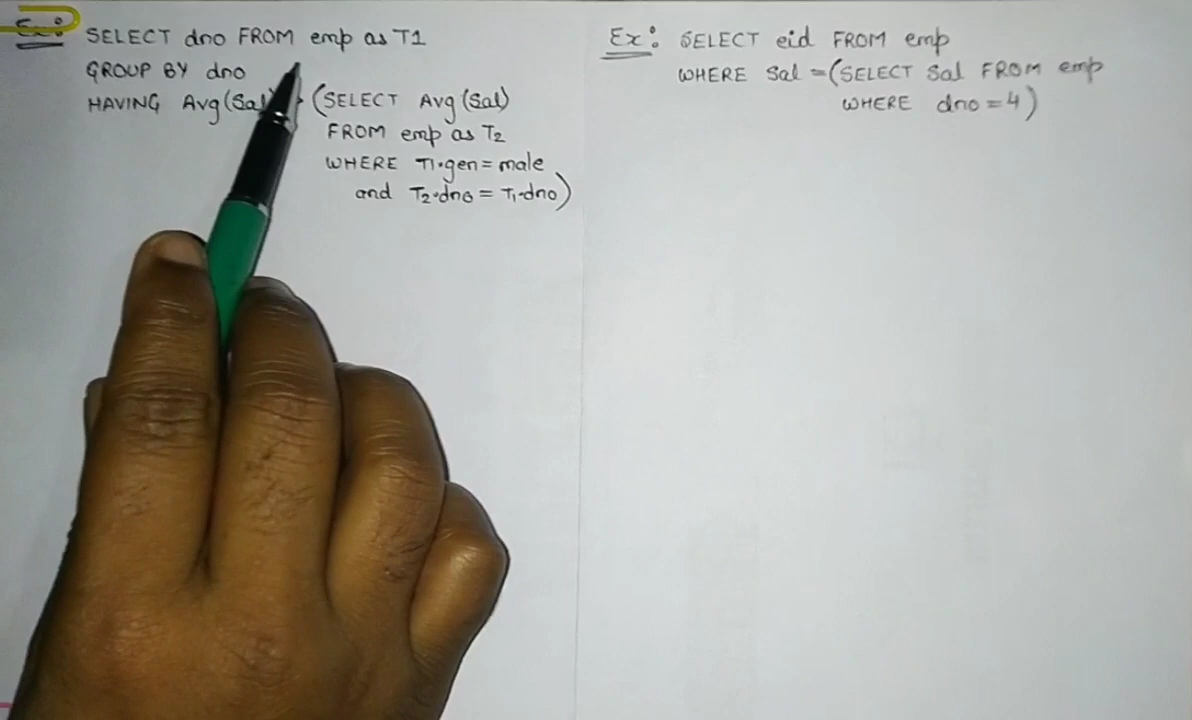 Ex: SELECT dno FROM emp as T1
GROUP BY dno
HAVING Avg(Sal) > (SELECT Avg(Sal)
FROM emp as T2
WHERE T1.gen = male
and T2.dno = T1.dno)
Ex: SELECT eid FROM emp
WHERE Sal = (SELECT Sal FROM emp
WHERE dno = 4)